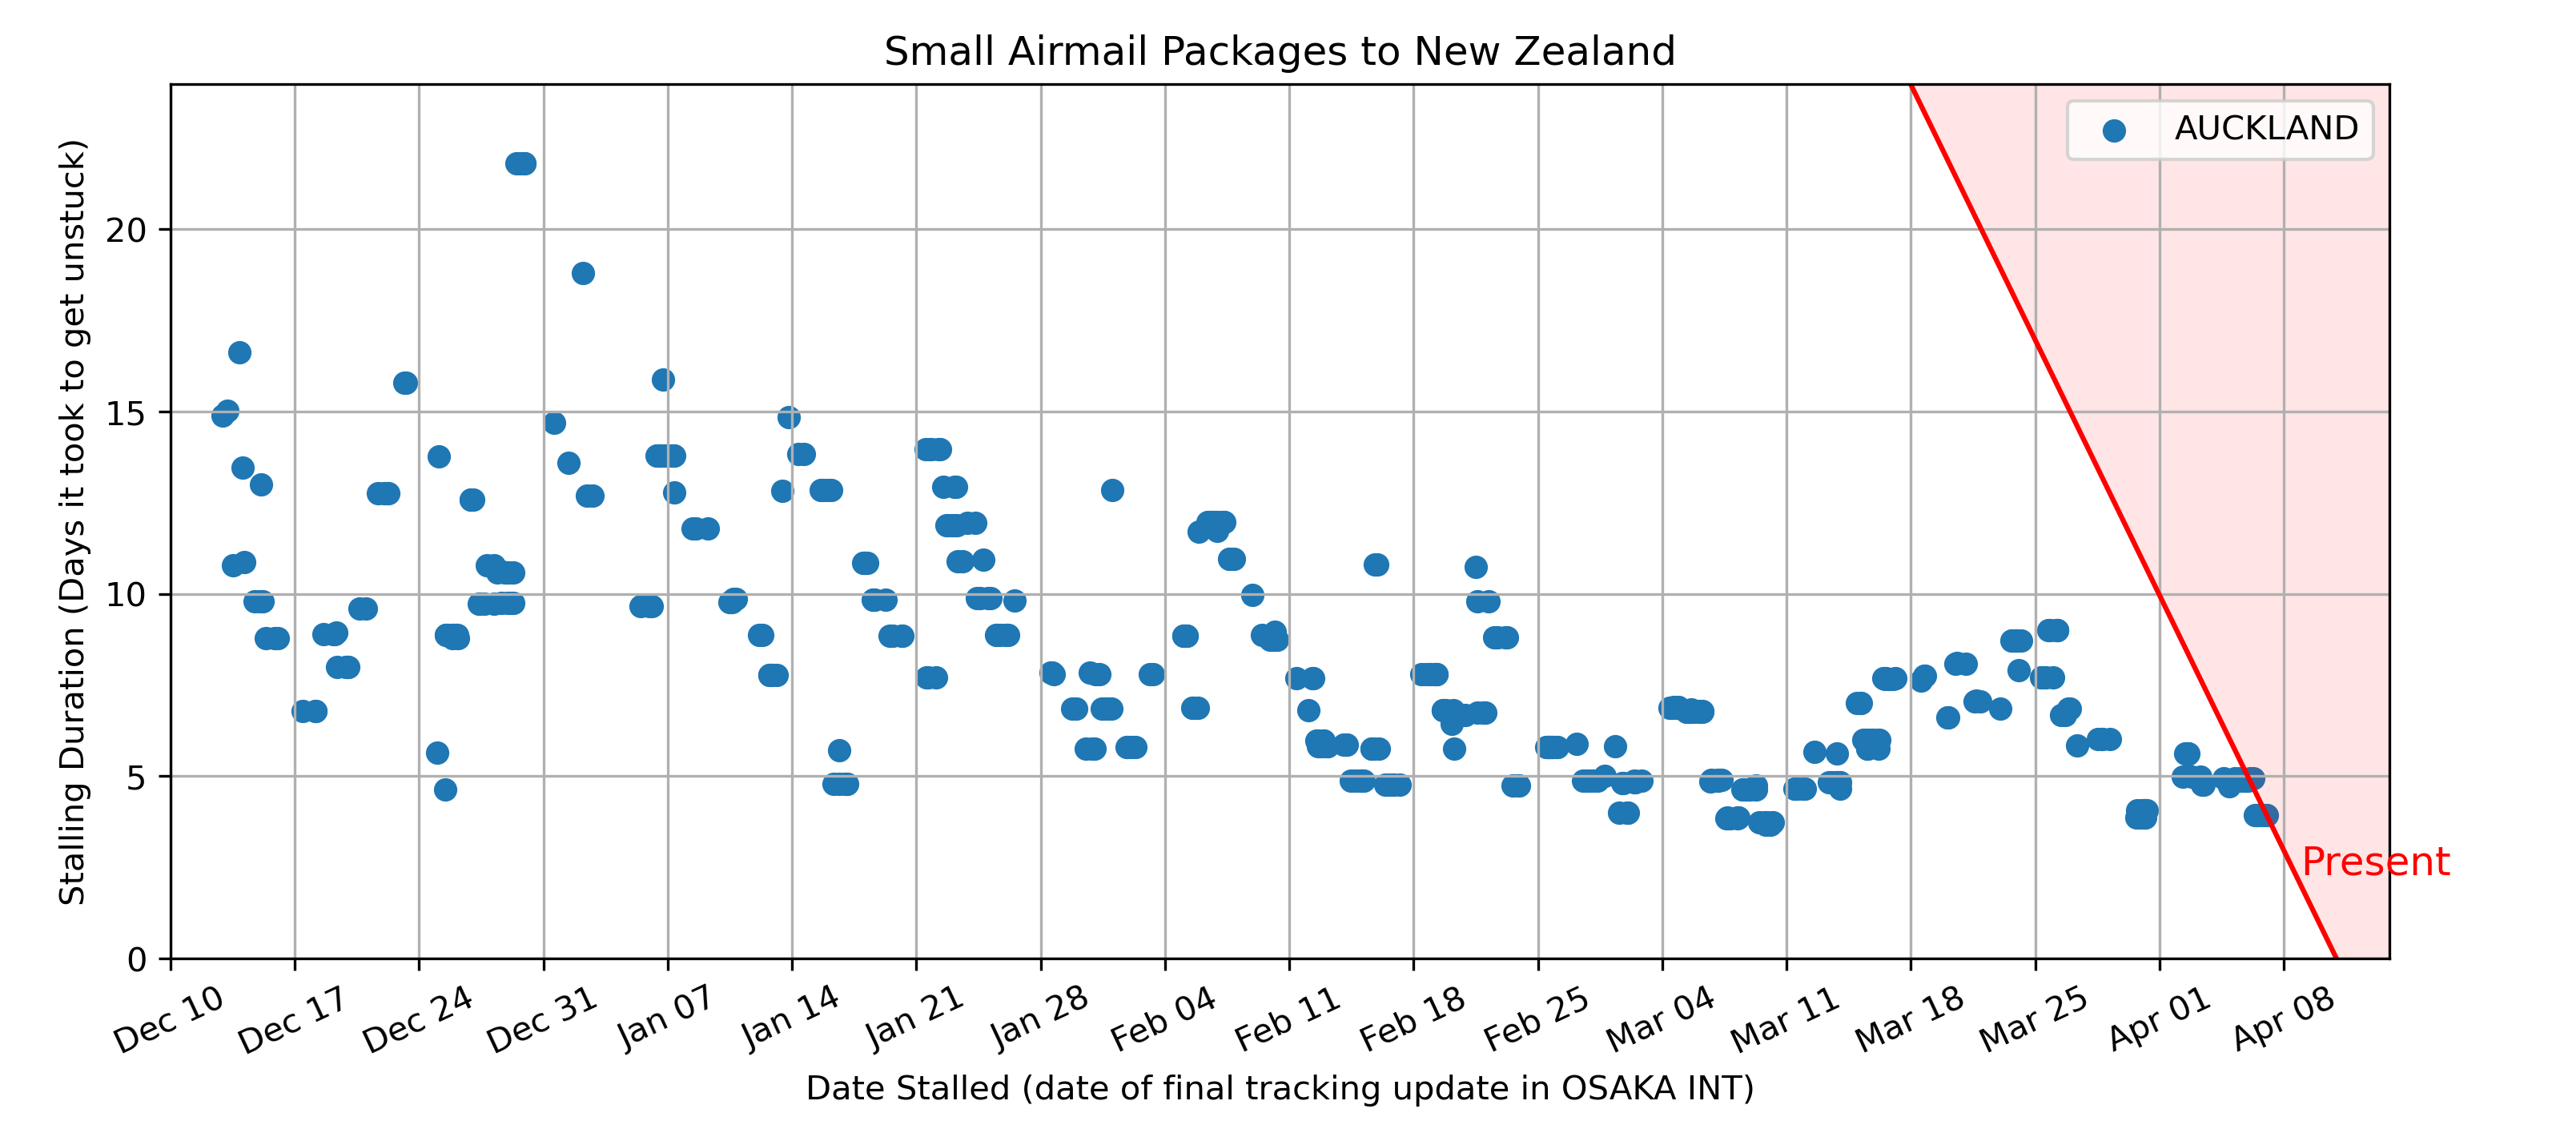 Small Airmail Packages to New Zealand
AUCKLAND
Stalling Duration (Days it took to get unstuck)
20
15
10
5
0
Present
Dec 10 Dec 17 Dec 24 Dec 31 Jan 07 Jan 14 Jan 21 Jan 28 Feb 04 Feb 11 Feb 18 Feb 25 Mar 04 Mar 11 Mar 18 Mar 25 Apr 01 Apr 08
Date Stalled (date of final tracking update in OSAKA INT)